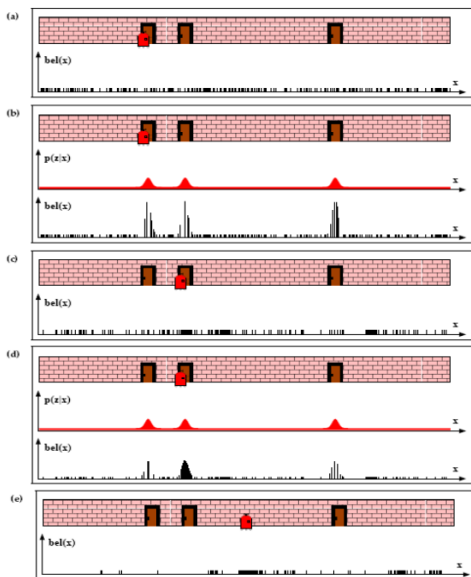 (a)
bel(x)
x
(b)
p(z|x)
x
bel(x)
x
(c)
bel(x)
x
(d)
p(z|x)
x
bel(x)
x
(e)
bel(x)
x